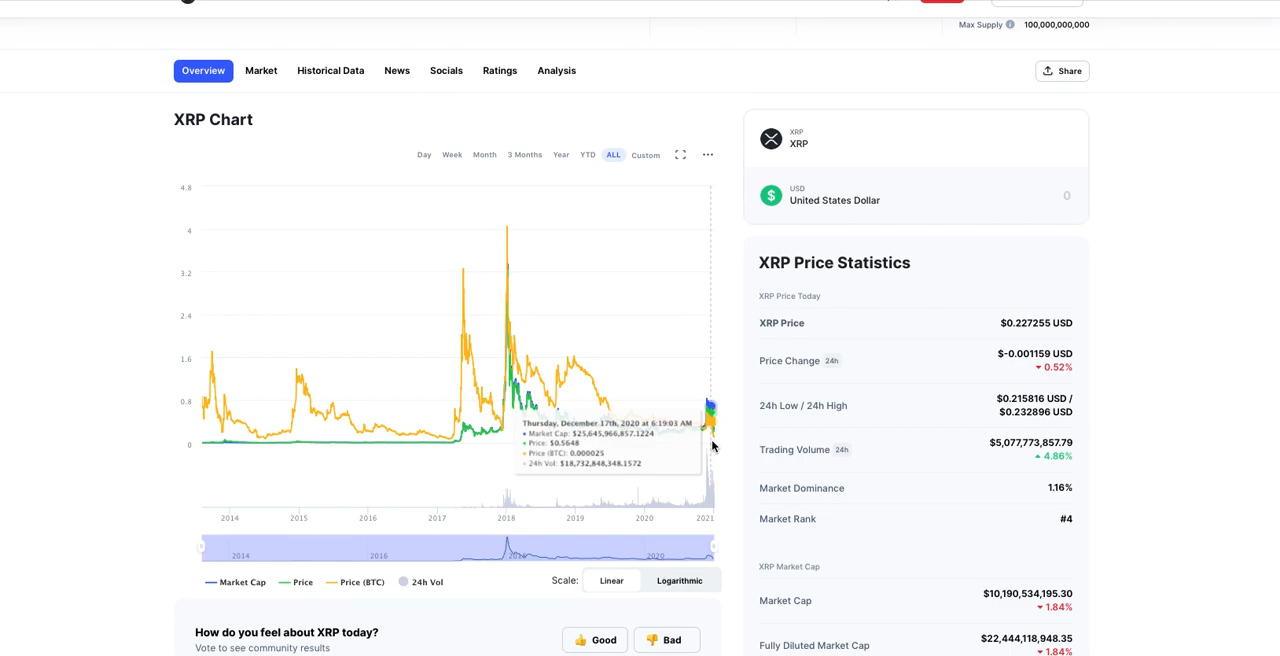 Max Supply 100,000,000,000
Overview Market Historical Data News Socials Ratings Analysis Share
XRP Chart
Day Week Month 3 Months Year YTD ALL Custom
4.8
4
3.2
2.4
1.6
0.8
0
Thursday, December 17th, 2020 at 6:19:03 AM
Market Cap: $25,645,966,857.1224
Price: $0.5648
Price (BTC): 0.000025
24h Vol: $18,732,848,348.1572
2014 2015 2016 2017 2018 2019 2020 2021
2014 2016 2018 2020
Market Cap Price Price (BTC) 24h Vol
Scale: Linear Logarithmic
How do you feel about XRP today?
Vote to see community results
Good Bad
XRP
XRP
USD
United States Dollar
0
XRP Price Statistics
XRP Price Today
XRP Price $0.227255 USD
Price Change 24h $-0.001159 USD
0.52%
24h Low / 24h High $0.215816 USD /
$0.232896 USD
Trading Volume 24h $5,077,773,857.79
4.86%
Market Dominance 1.16%
Market Rank #4
XRP Market Cap
Market Cap $10,190,534,195.30
1.84%
Fully Diluted Market Cap $22,444,118,948.35
1.84%